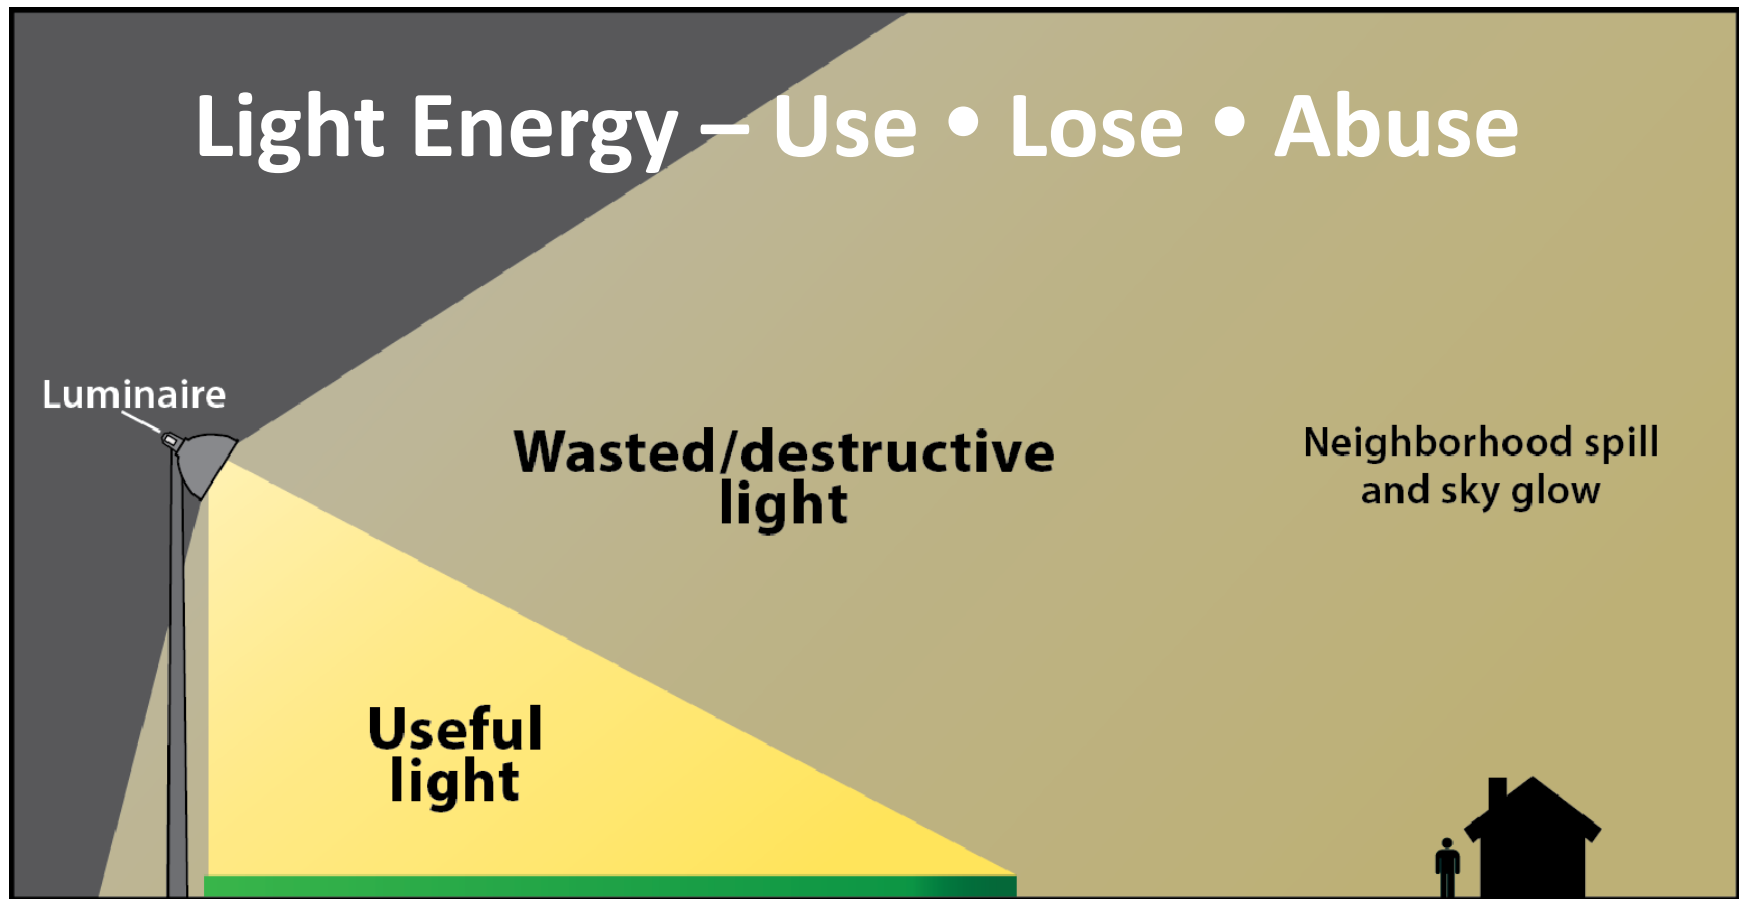 Light Energy – Use • Lose • Abuse
Luminaire
Wasted/destructive
light
Neighborhood spill
and sky glow
Useful
light